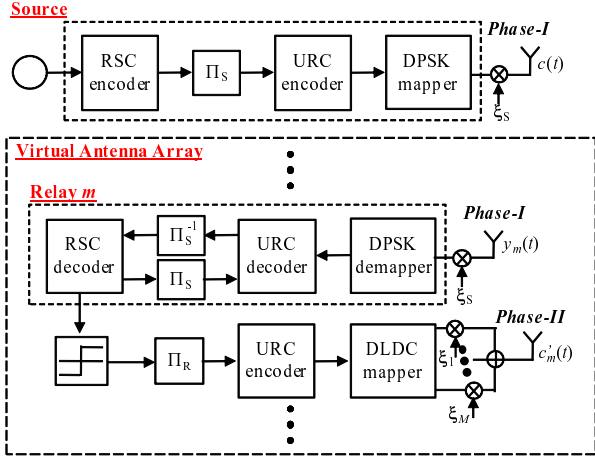 Source
Phase-I
RSC encoder
Π_S
URC encoder
DPSK mapper
c(t)
ξ_S
Virtual Antenna Array
Relay m
Phase-I
RSC decoder
Π_S^-1
Π_S
URC decoder
DPSK demapper
y_m(t)
ξ_S
Phase-II
Π_R
URC encoder
DLDC mapper
ξ_1
c'_m(t)
ξ_M